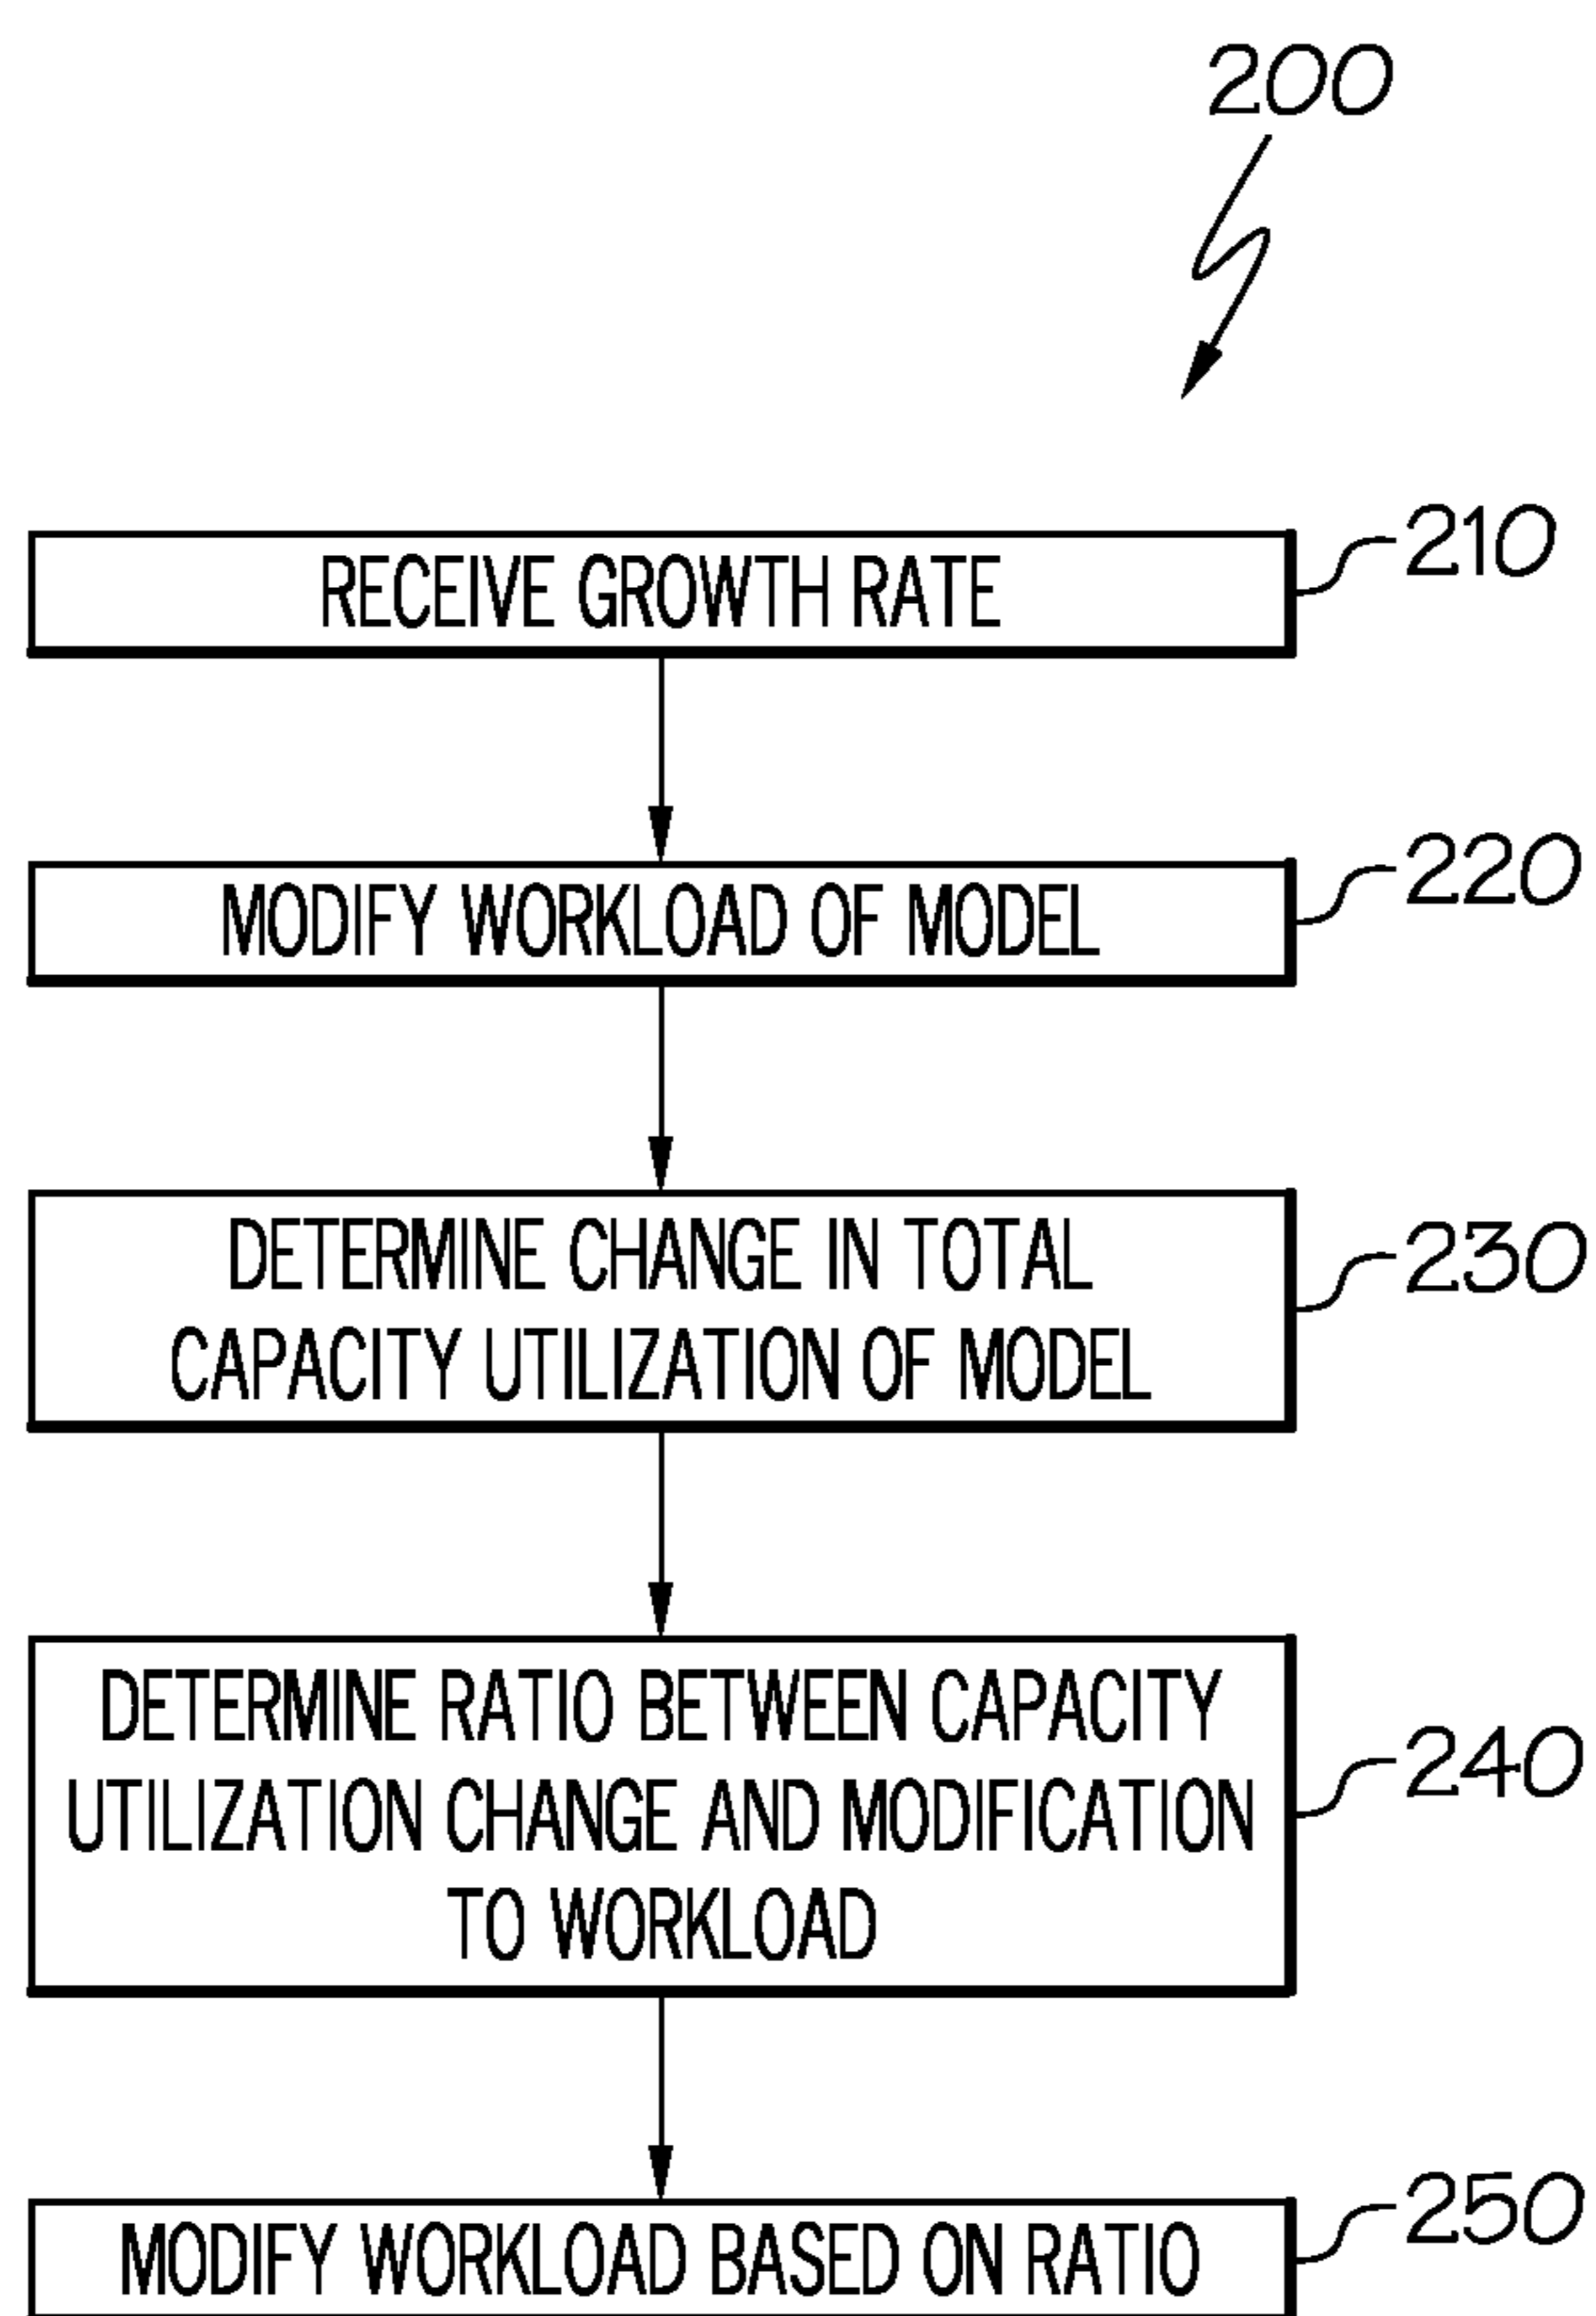 200
RECEIVE GROWTH RATE
210
MODIFY WORKLOAD OF MODEL
220
DETERMINE CHANGE IN TOTAL
CAPACITY UTILIZATION OF MODEL
230
DETERMINE RATIO BETWEEN CAPACITY
UTILIZATION CHANGE AND MODIFICATION
TO WORKLOAD
240
MODIFY WORKLOAD BASED ON RATIO
250